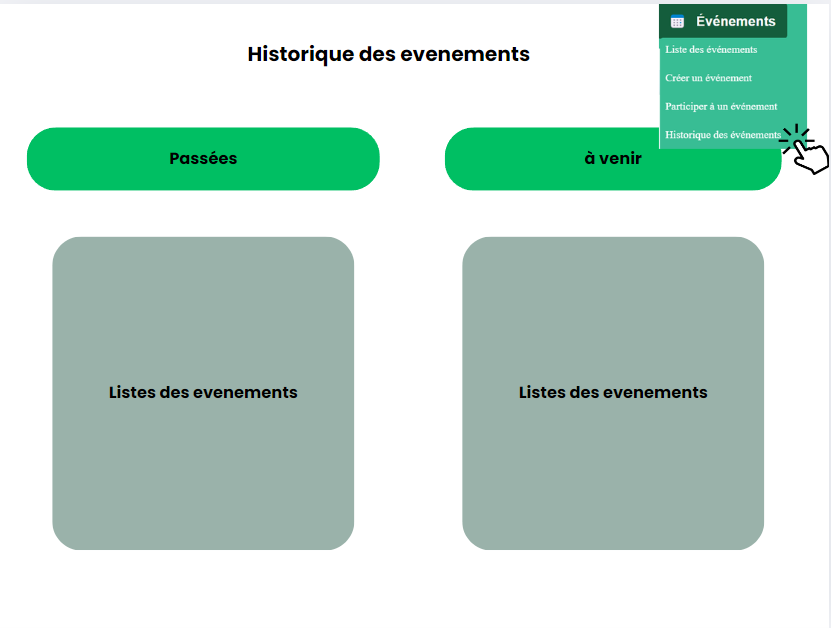 Événements
Liste des événements
Créer un événement
Participer à un événement
Historique des événements
Historique des evenements
Passées
à venir
Listes des evenements
Listes des evenements